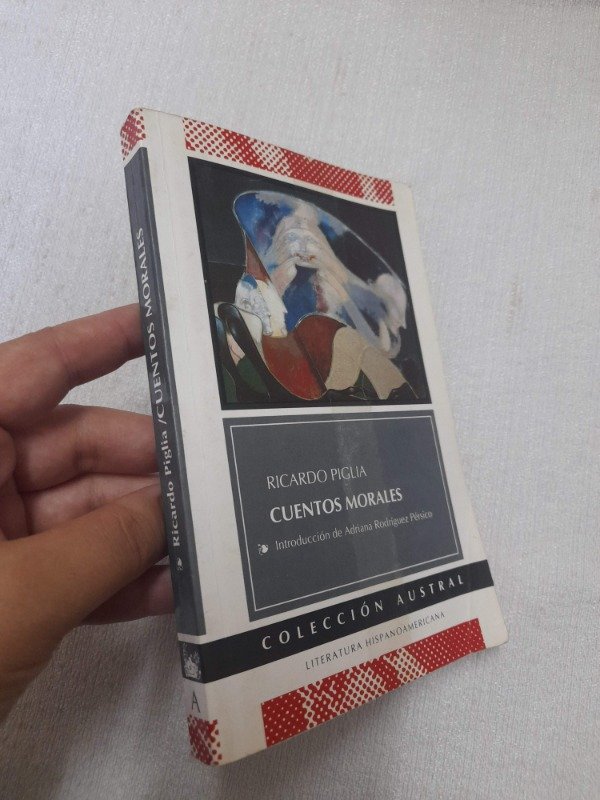 RICARDO PIGLIA
CUENTOS MORALES
Introducción de Adriana Rodríguez Pérsico
COLECCIÓN AUSTRAL
LITERATURA HISPANOAMERICANA
Ricardo Piglia / CUENTOS MORALES
A